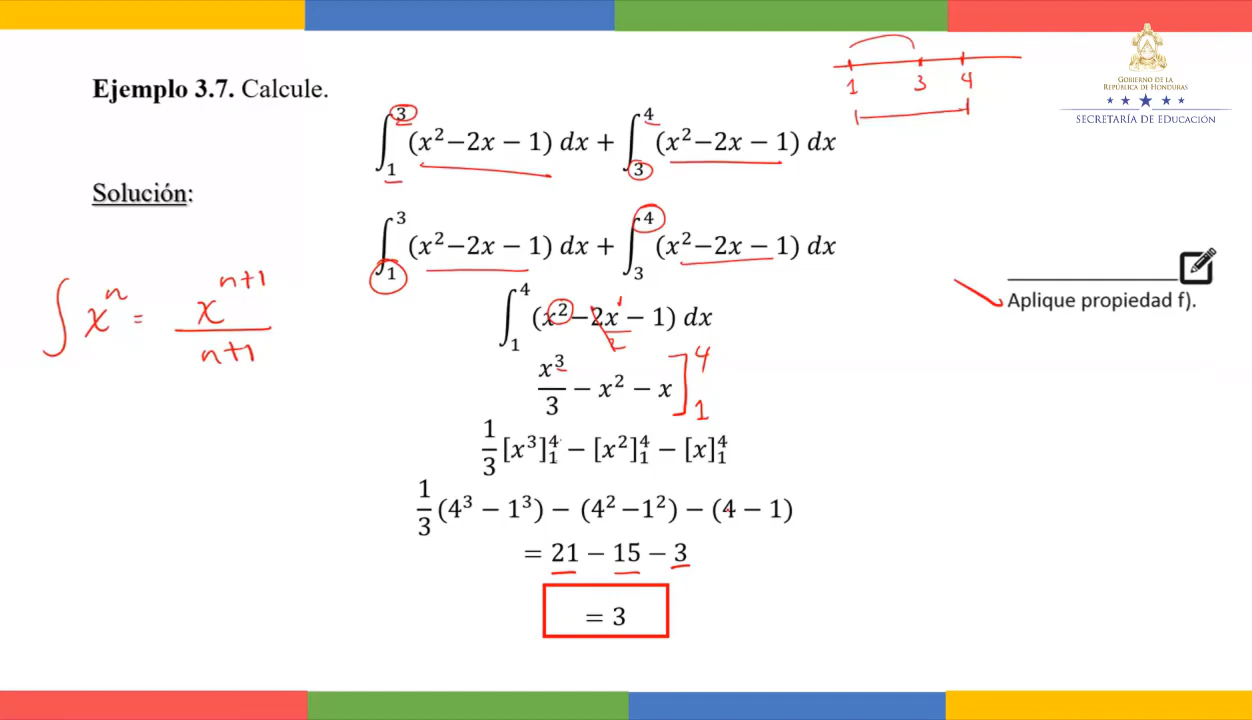 Ejemplo 3.7. Calcule.
∫₁³ (x²−2x − 1) dx + ∫₃⁴ (x²−2x − 1) dx
1 3 4
GOBIERNO DE LA
REPÚBLICA DE HONDURAS
SECRETARÍA DE EDUCACIÓN
Solución:
∫₁³ (x²−2x − 1) dx + ∫₃⁴ (x²−2x − 1) dx
Aplique propiedad f).
∫ xⁿ = xⁿ⁺¹ / n+1
∫₁⁴ (x² − 2x¹/2 − 1) dx
x³/3 − x² − x ]₁⁴
1/3 [x³]₁⁴ − [x²]₁⁴ − [x]₁⁴
1/3 (4³ − 1³) − (4² −1²) − (4 − 1)
= 21 − 15 − 3
= 3